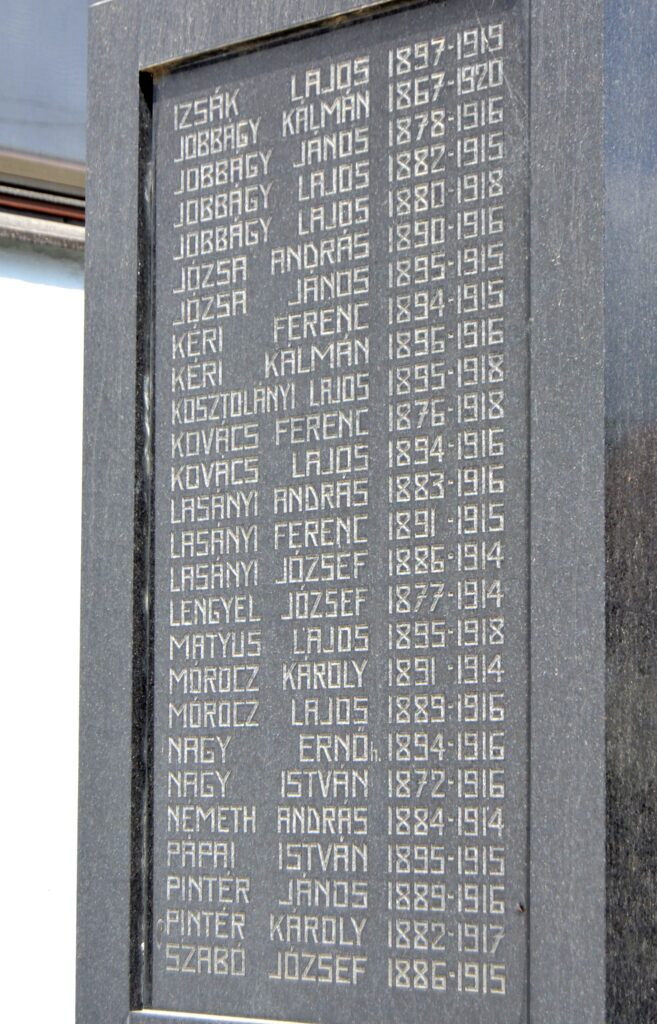 IZSÁK LAJOS 1897-1919
JOBBÁGY KÁLMÁN 1867-1920
JOBBÁGY JÁNOS 1878-1916
JOBBÁGY LAJOS 1882-1915
JOBBÁGY LAJOS 1880-1918
JÓZSA ANDRÁS 1890-1916
JÓZSA JÁNOS 1895-1915
KÉRI FERENC 1894-1915
KÉRI KÁLMÁN 1896-1916
KOSZTOLÁNYI LAJOS 1895-1918
KOVÁCS FERENC 1876-1918
KOVÁCS LAJOS 1894-1916
LASÁNYI ANDRÁS 1883-1916
LASÁNYI FERENC 1891-1915
LASÁNYI JÓZSEF 1886-1914
LENGYEL JÓZSEF 1877-1914
MATYUS LAJOS 1895-1918
MÓROCZ KÁROLY 1891-1914
MÓROCZ LAJOS 1889-1916
NAGY ERNŐ h. 1894-1916
NAGY ISTVÁN 1872-1916
NÉMETH ANDRÁS 1884-1914
PÁPAI ISTVÁN 1895-1915
PINTÉR JÁNOS 1889-1916
PINTÉR KÁROLY 1882-1917
SZABÓ JÓZSEF 1886-1915